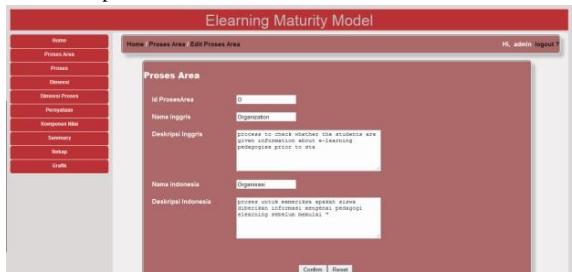 Elearning Maturity Model
Home
Proses Area
Proses
Dimensi
Dimensi Proses
Pernyataan
Komponen Nilai
Summary
Rekap
Grafik
Home / Proses Area / Edit Proses Area
Hi, admin logout ?
Proses Area
Id ProsesArea
O
Nama inggris
Organization
Deskripsi Inggris
process to check whether the students are
given information about e-learning
pedagogies prior to sta
Nama indonesia
Organisasi
Deskripsi Indonesia
proses untuk memeriksa apakah siswa
diberikan informasi mengenai pedagogi
elearning sebelum memulai "
Confirm Reset